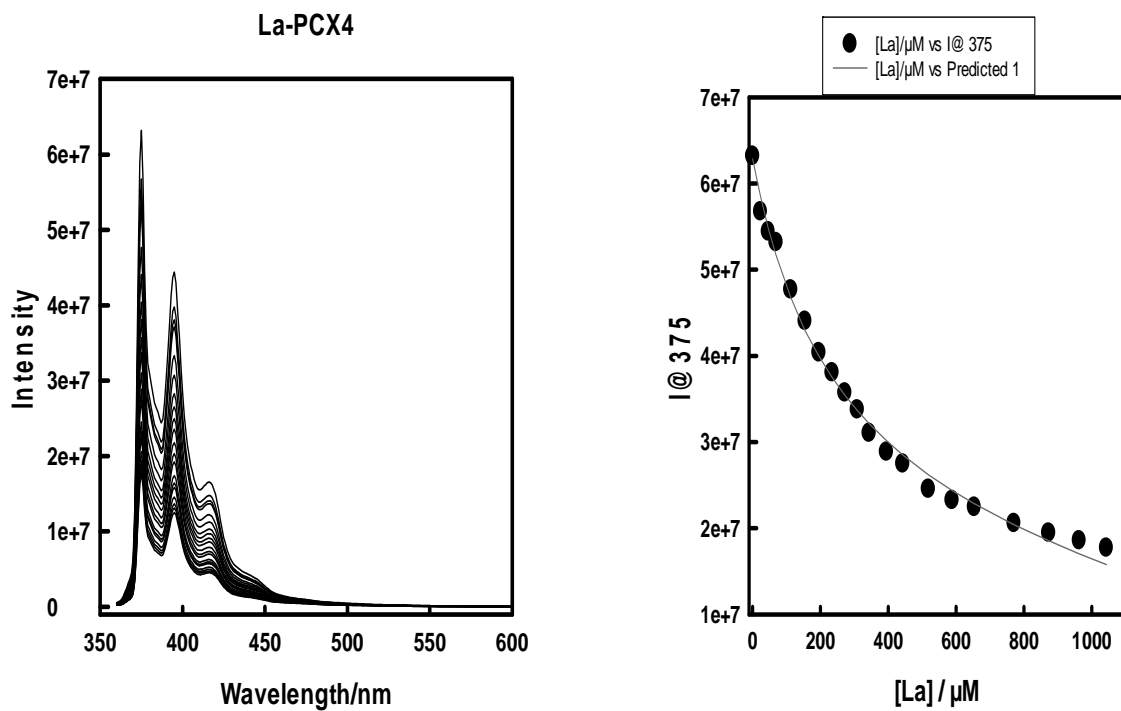 La-PCX4
7e+7
6e+7
5e+7
4e+7
3e+7
2e+7
1e+7
0
Intensity
350 400 450 500 550 600
Wavelength/nm
[La]/µM vs I@ 375
[La]/µM vs Predicted 1
7e+7
6e+7
5e+7
4e+7
3e+7
2e+7
1e+7
I@375
0 200 400 600 800 1000
[La] / µM